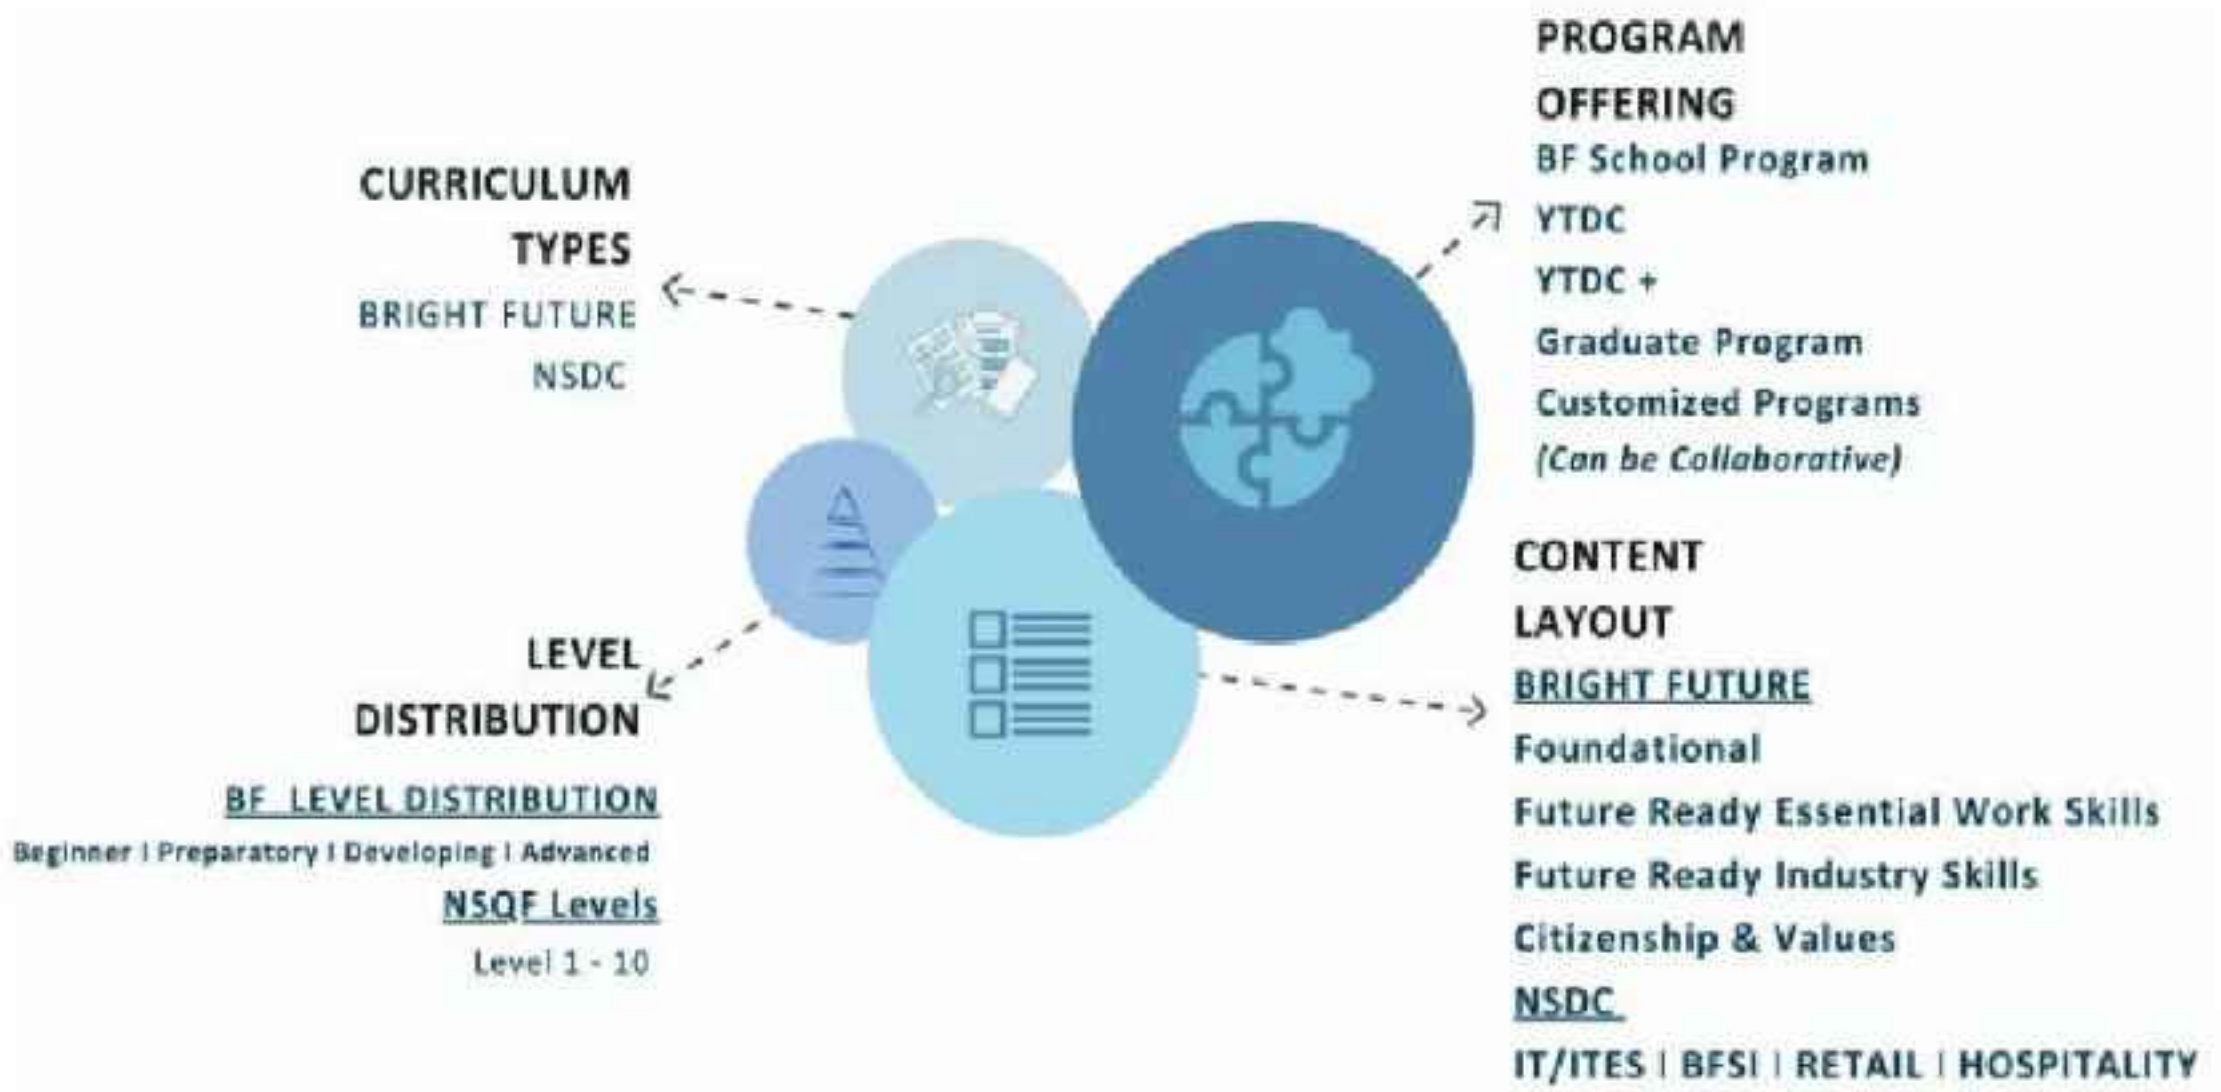 CURRICULUM
TYPES
BRIGHT FUTURE
NSDC
LEVEL
DISTRIBUTION
BF LEVEL DISTRIBUTION
Beginner I Preparatory I Developing I Advanced
NSQF Levels
Level 1 - 10
PROGRAM
OFFERING
BF School Program
YTDC
YTDC +
Graduate Program
Customized Programs
(Can be Collaborative)
CONTENT
LAYOUT
BRIGHT FUTURE
Foundational
Future Ready Essential Work Skills
Future Ready Industry Skills
Citizenship & Values
NSDC
IT/ITES I BFSI I RETAIL I HOSPITALITY